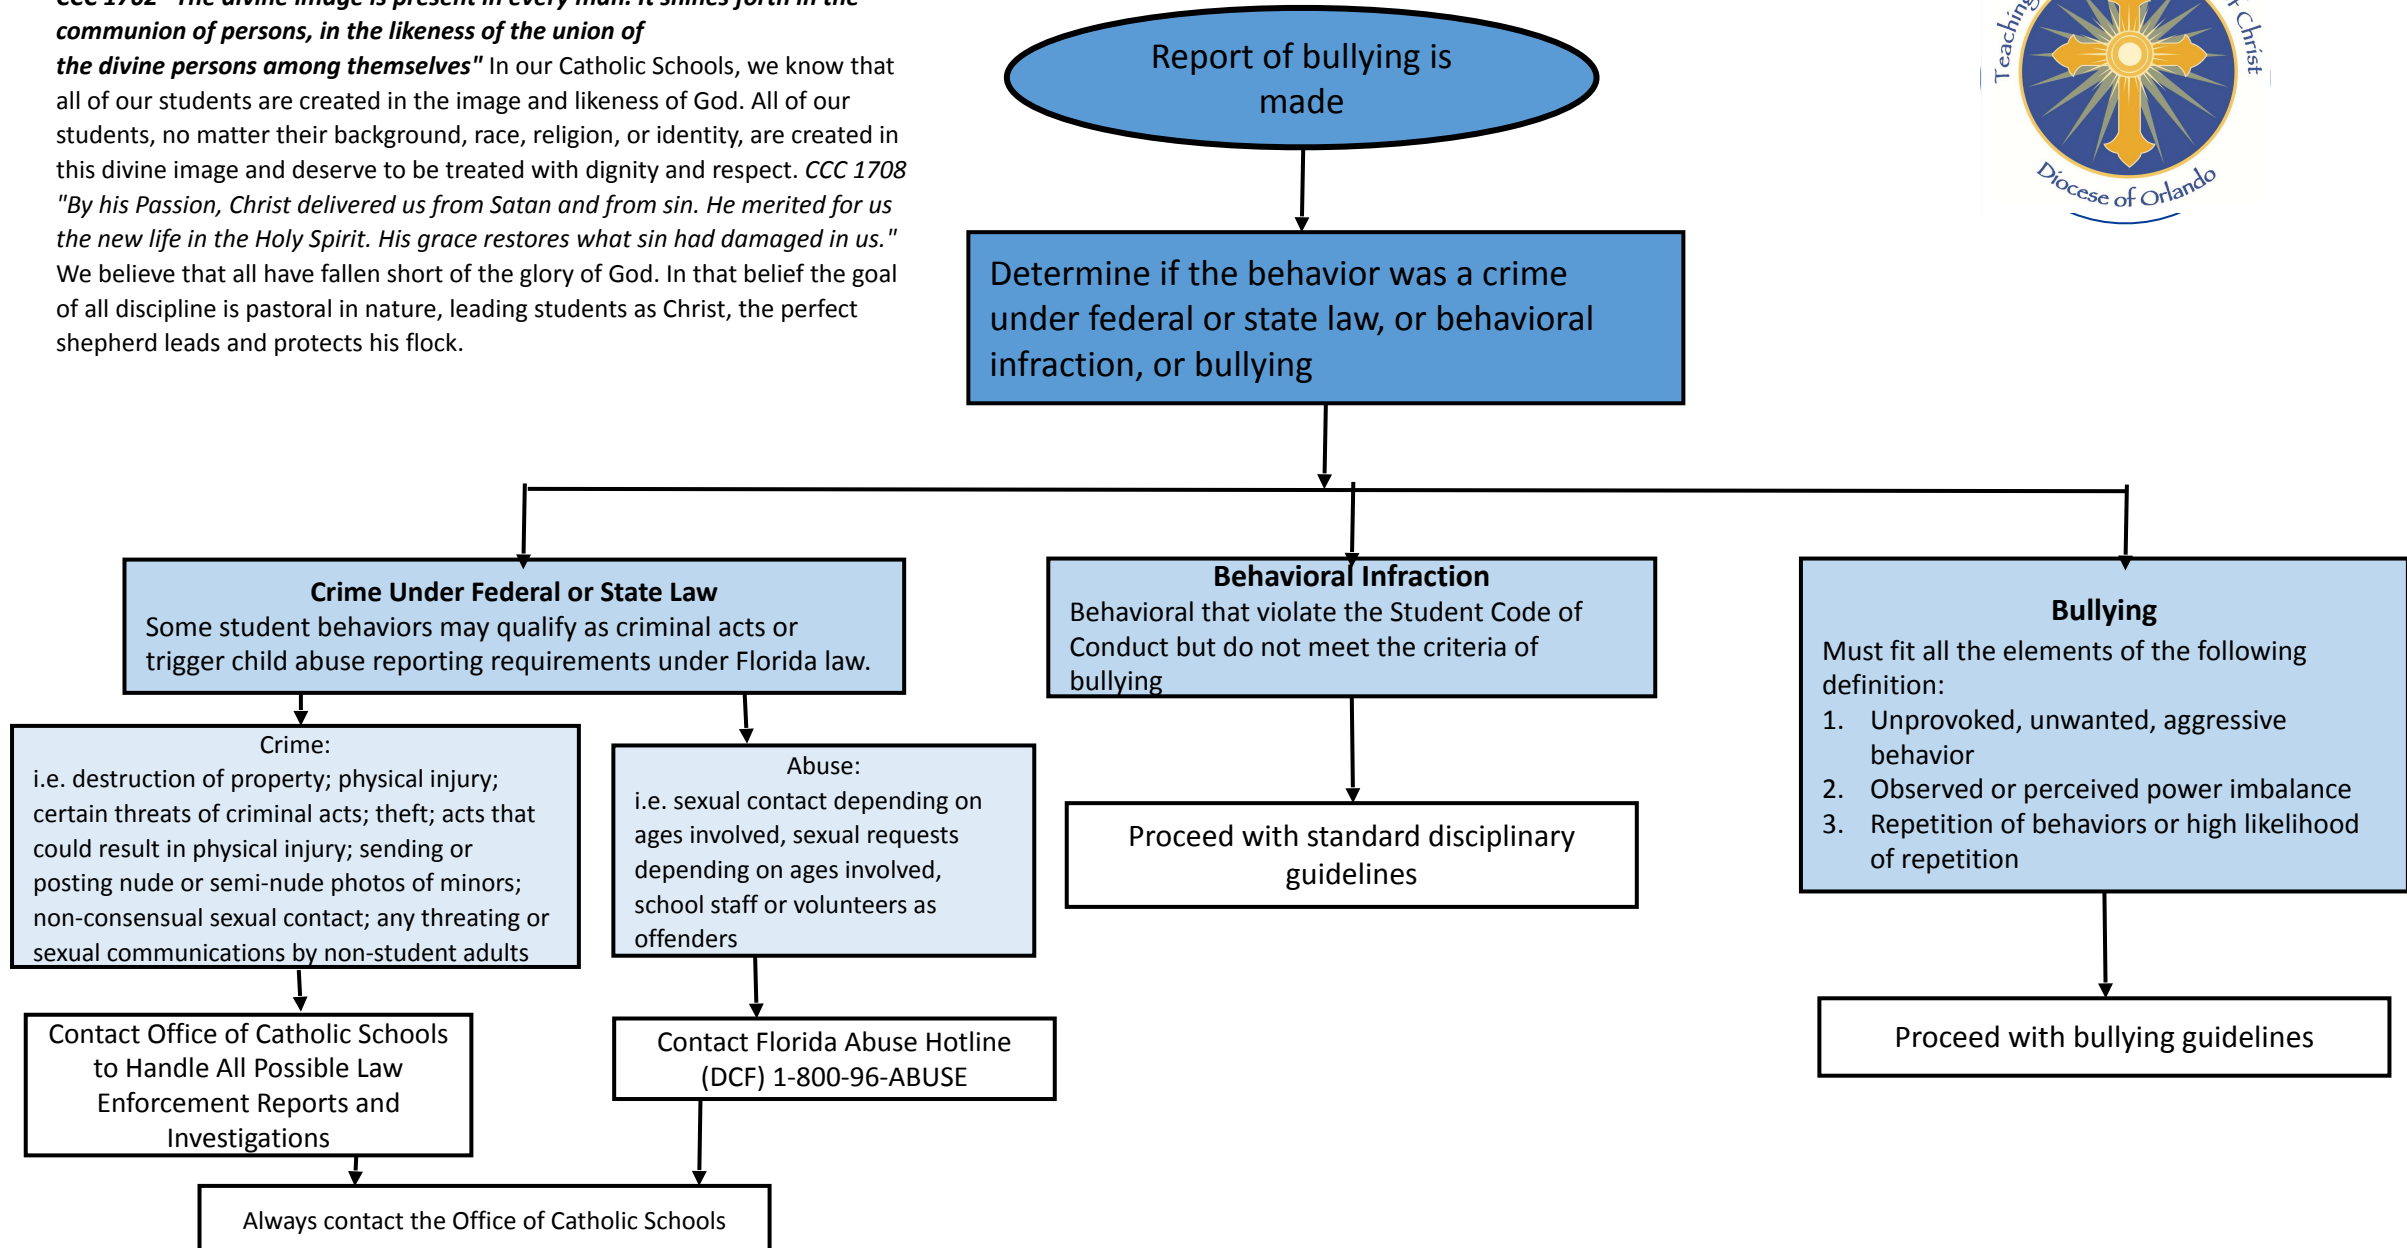 CCC 1702 "The divine image is present in every man. It shines forth in the
communion of persons, in the likeness of the union of
the divine persons among themselves" In our Catholic Schools, we know that
all of our students are created in the image and likeness of God. All of our
students, no matter their background, race, religion, or identity, are created in
this divine image and deserve to be treated with dignity and respect. CCC 1708
"By his Passion, Christ delivered us from Satan and from sin. He merited for us
the new life in the Holy Spirit. His grace restores what sin had damaged in us."
We believe that all have fallen short of the glory of God. In that belief the goal
of all discipline is pastoral in nature, leading students as Christ, the perfect
shepherd leads and protects his flock.
Report of bullying is
made
Teaching
Christ
Diocese of Orlando
Determine if the behavior was a crime
under federal or state law, or behavioral
infraction, or bullying
Crime Under Federal or State Law
Some student behaviors may qualify as criminal acts or
trigger child abuse reporting requirements under Florida law.
Crime:
i.e. destruction of property; physical injury;
certain threats of criminal acts; theft; acts that
could result in physical injury; sending or
posting nude or semi-nude photos of minors;
non-consensual sexual contact; any threating or
sexual communications by non-student adults
Contact Office of Catholic Schools
to Handle All Possible Law
Enforcement Reports and
Investigations
Abuse:
i.e. sexual contact depending on
ages involved, sexual requests
depending on ages involved,
school staff or volunteers as
offenders
Contact Florida Abuse Hotline
(DCF) 1-800-96-ABUSE
Always contact the Office of Catholic Schools
Behavioral Infraction
Behavioral that violate the Student Code of
Conduct but do not meet the criteria of
bullying
Proceed with standard disciplinary
guidelines
Bullying
Must fit all the elements of the following
definition:
1. Unprovoked, unwanted, aggressive
behavior
2. Observed or perceived power imbalance
3. Repetition of behaviors or high likelihood
of repetition
Proceed with bullying guidelines